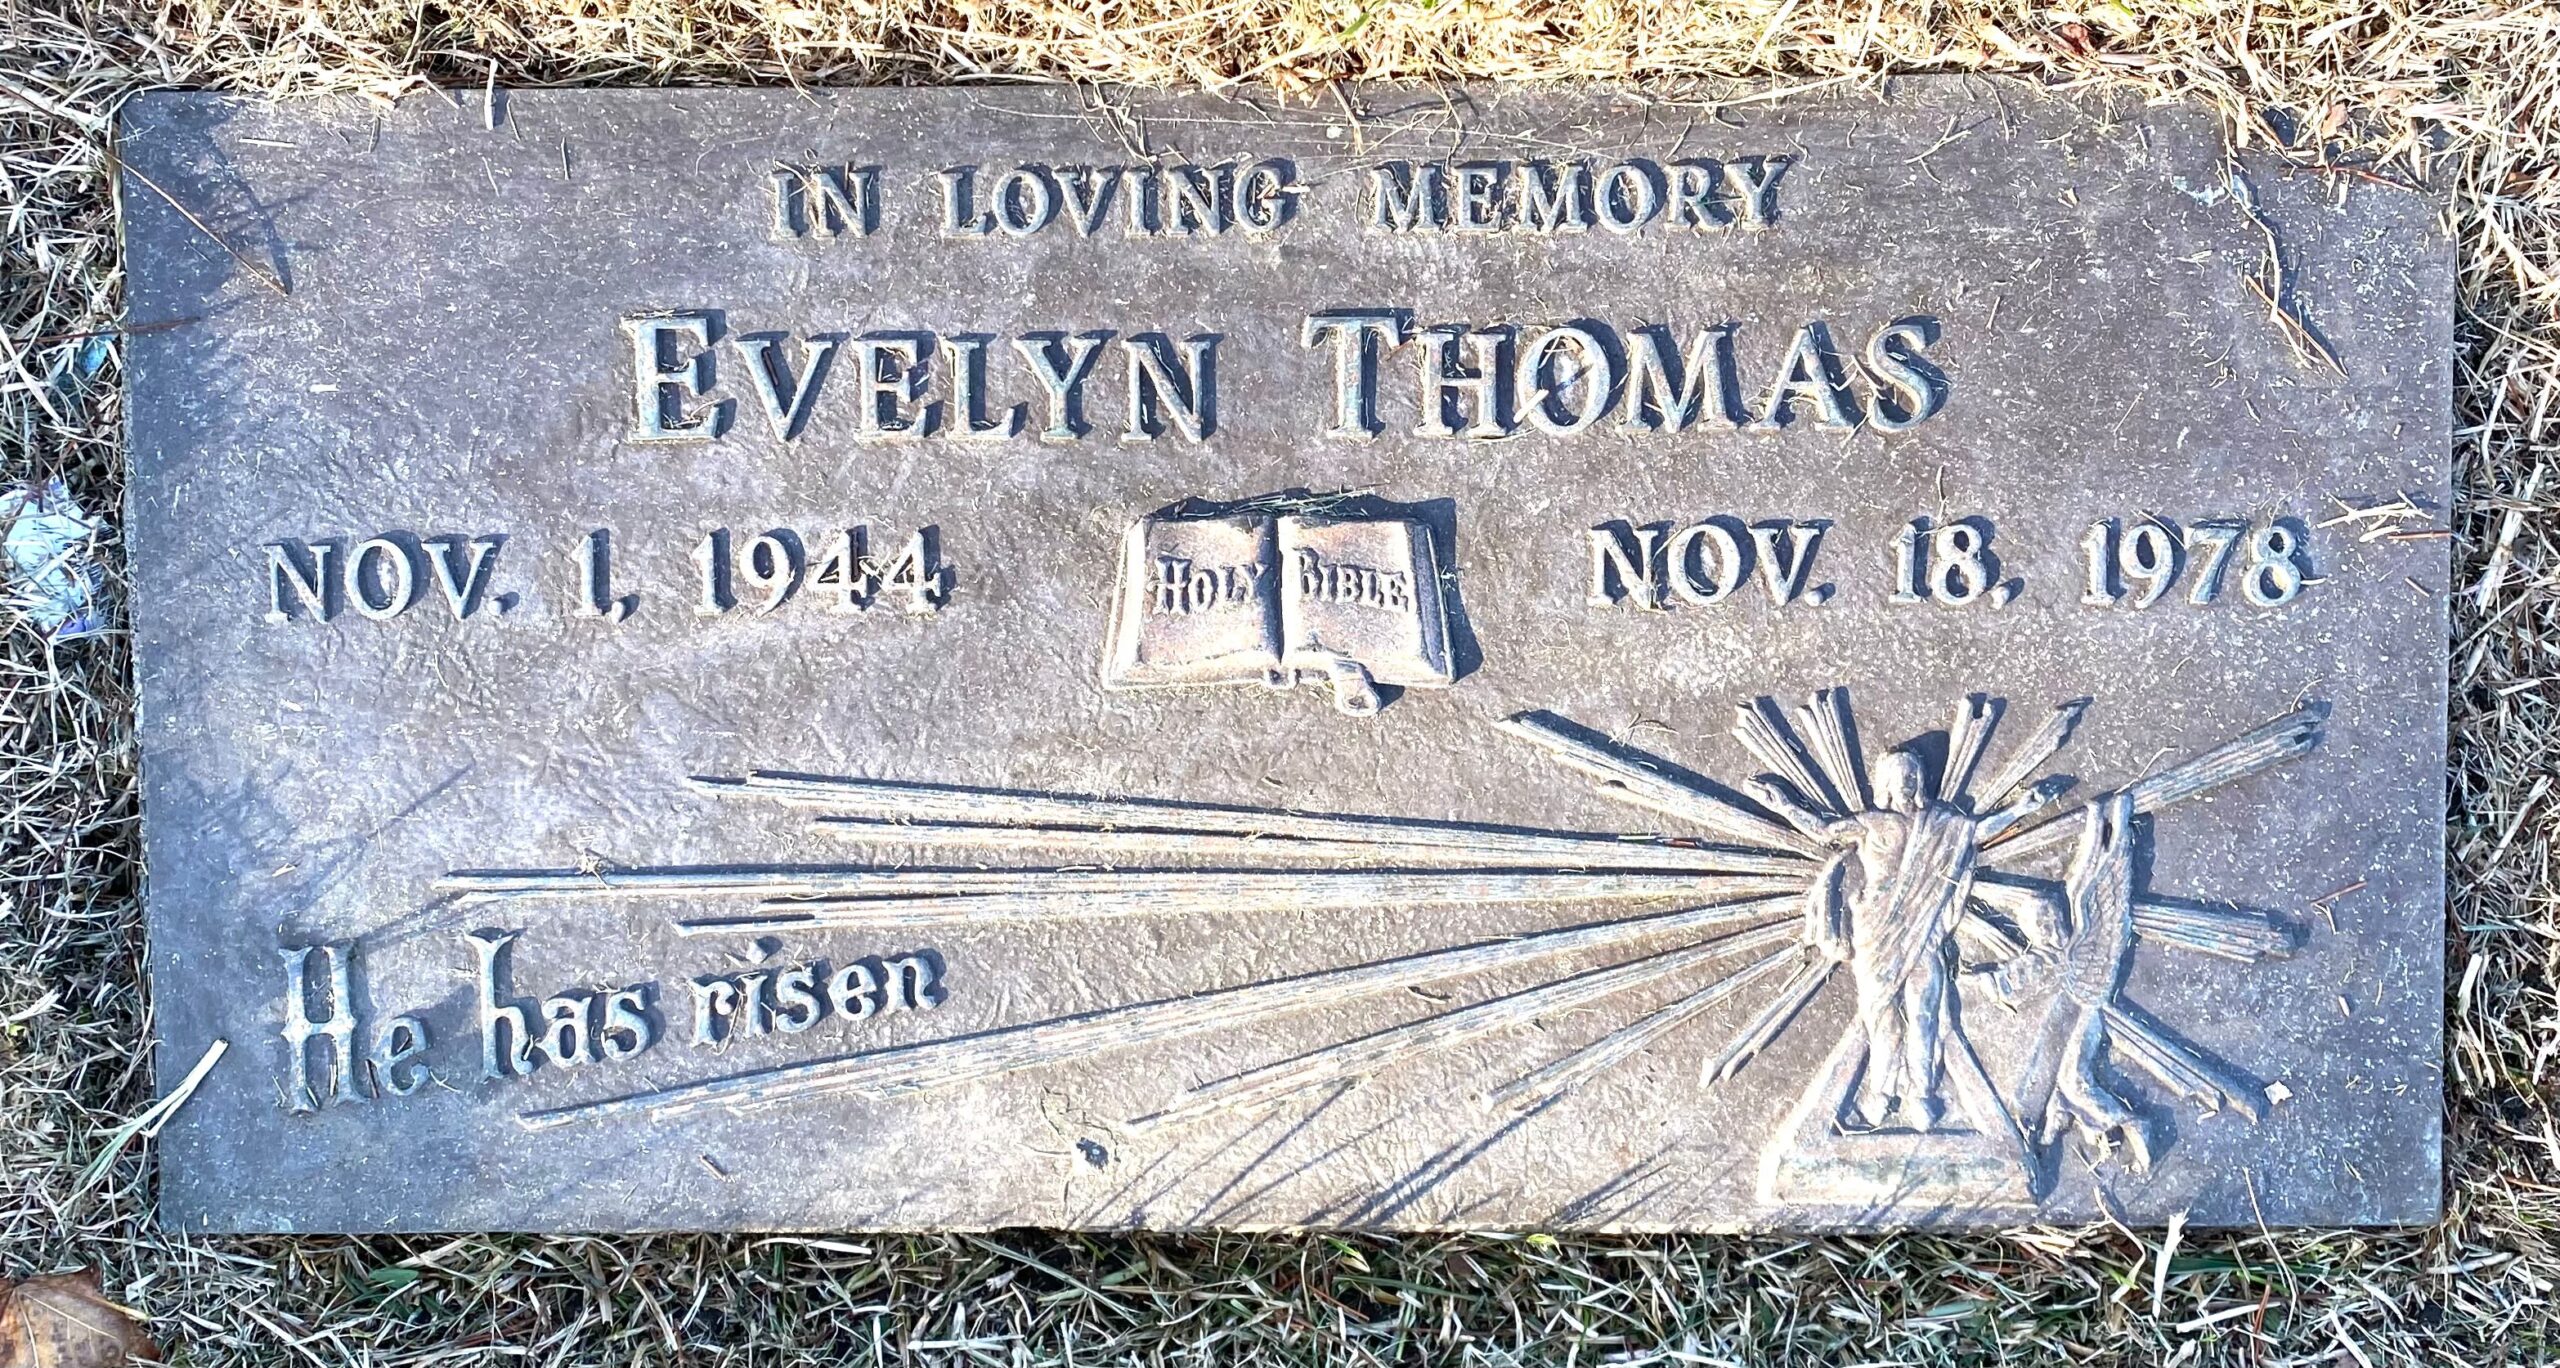 IN LOVING MEMORY
EVELYN THOMAS
NOV. 1, 1944
HOLY BIBLE
NOV. 18, 1978
He has risen